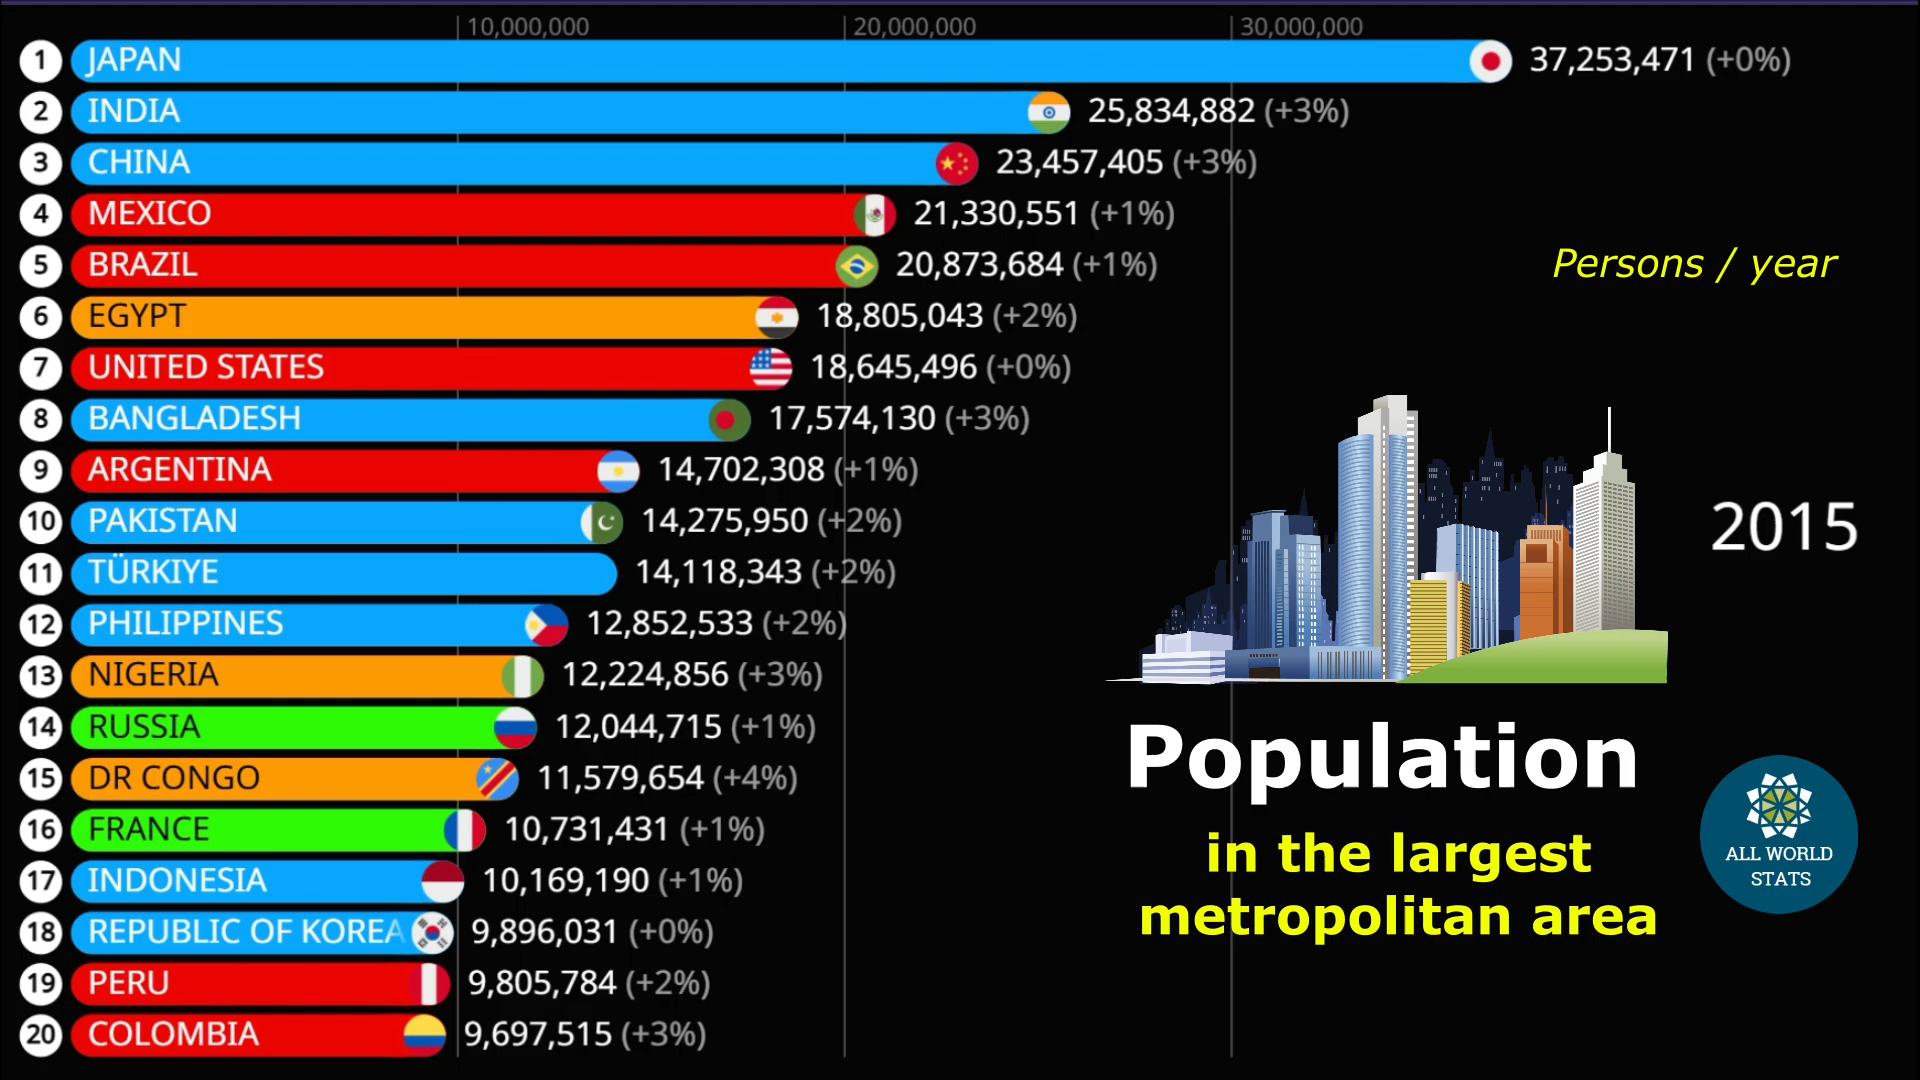 10,000,000 20,000,000 30,000,000
1 JAPAN 37,253,471 (+0%)
2 INDIA 25,834,882 (+3%)
3 CHINA 23,457,405 (+3%)
4 MEXICO 21,330,551 (+1%)
5 BRAZIL 20,873,684 (+1%)
Persons / year
6 EGYPT 18,805,043 (+2%)
7 UNITED STATES 18,645,496 (+0%)
8 BANGLADESH 17,574,130 (+3%)
9 ARGENTINA 14,702,308 (+1%)
10 PAKISTAN 14,275,950 (+2%)
2015
11 TÜRKIYE 14,118,343 (+2%)
12 PHILIPPINES 12,852,533 (+2%)
13 NIGERIA 12,224,856 (+3%)
14 RUSSIA 12,044,715 (+1%)
15 DR CONGO 11,579,654 (+4%)
16 FRANCE 10,731,431 (+1%)
17 INDONESIA 10,169,190 (+1%)
18 REPUBLIC OF KOREA 9,896,031 (+0%)
19 PERU 9,805,784 (+2%)
20 COLOMBIA 9,697,515 (+3%)
Population
in the largest
metropolitan area
ALL WORLD
STATS